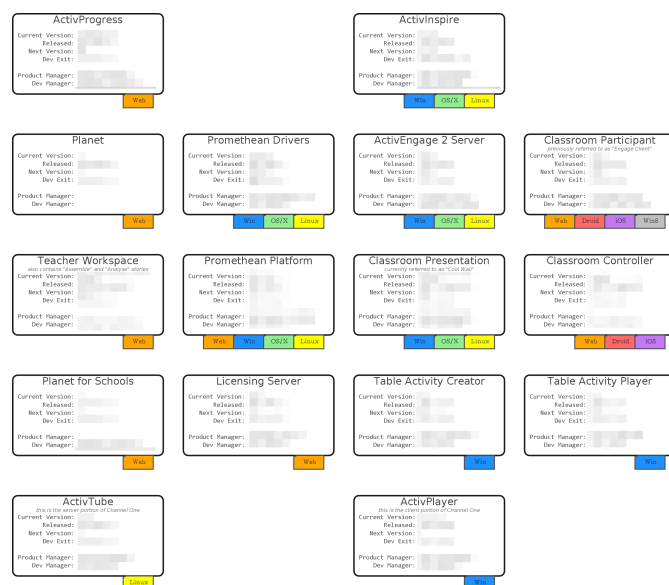 ActivProgress
Current Version:
Released:
Next Version:
Dev Exit:
Product Manager:
Dev Manager:
Web
ActivInspire
Current Version:
Released:
Next Version:
Dev Exit:
Product Manager:
Dev Manager:
Win OS/X Linux
Planet
Current Version:
Released:
Next Version:
Dev Exit:
Product Manager:
Dev Manager:
Web
Promethean Drivers
Current Version:
Released:
Next Version:
Dev Exit:
Product Manager:
Dev Manager:
Win OS/X Linux
ActivEngage 2 Server
Current Version:
Released:
Next Version:
Dev Exit:
Product Manager:
Dev Manager:
Win OS/X Linux
Classroom Participant
previously referred to as "Engage Client"
Current Version:
Released:
Next Version:
Dev Exit:
Product Manager:
Dev Manager:
Web Droid iOS Win8
Teacher Workspace
also contains "Assemble" and "Analyse" stories
Current Version:
Released:
Next Version:
Dev Exit:
Product Manager:
Dev Manager:
Web
Promethean Platform
Current Version:
Released:
Next Version:
Dev Exit:
Product Manager:
Dev Manager:
Web Win OS/X Linux
Classroom Presentation
currently referred to as "Cool Wall"
Current Version:
Released:
Next Version:
Dev Exit:
Product Manager:
Dev Manager:
Win OS/X Linux
Classroom Controller
Current Version:
Released:
Next Version:
Dev Exit:
Product Manager:
Dev Manager:
Web Droid iOS
Planet for Schools
Current Version:
Released:
Next Version:
Dev Exit:
Product Manager:
Dev Manager:
Web
Licensing Server
Current Version:
Released:
Next Version:
Dev Exit:
Product Manager:
Dev Manager:
Web
Table Activity Creator
Current Version:
Released:
Next Version:
Dev Exit:
Product Manager:
Dev Manager:
Win
Table Activity Player
Current Version:
Released:
Next Version:
Dev Exit:
Product Manager:
Dev Manager:
Win
ActivTube
this is the server portion of Channel One
Current Version:
Released:
Next Version:
Dev Exit:
Product Manager:
Dev Manager:
Linux
ActivPlayer
this is the client portion of Channel One
Current Version:
Released:
Next Version:
Dev Exit:
Product Manager:
Dev Manager:
Win